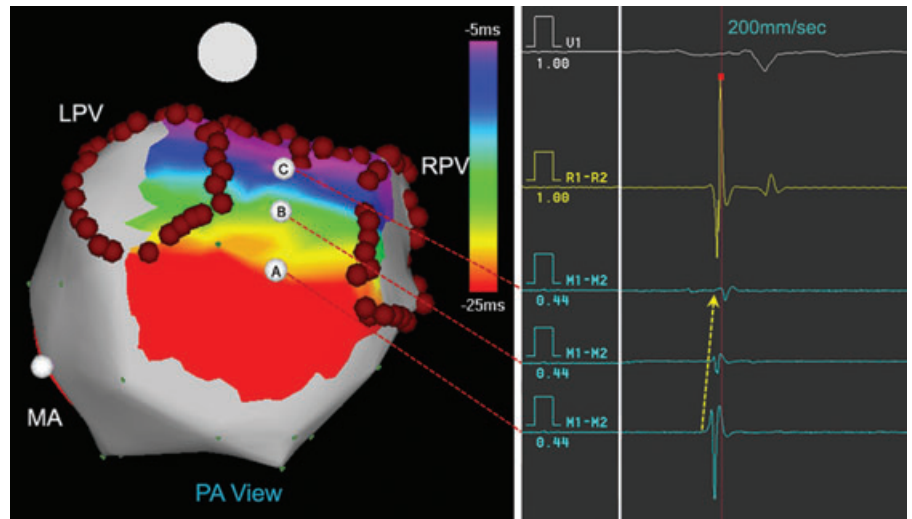 -5ms
LPV
RPV
C
B
A
-25ms
MA
PA View
200mm/sec
V1
1.00
R1-R2
1.00
M1-M2
0.44
M1-M2
0.44
M1-M2
0.44